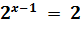 2^{x−1} = 2